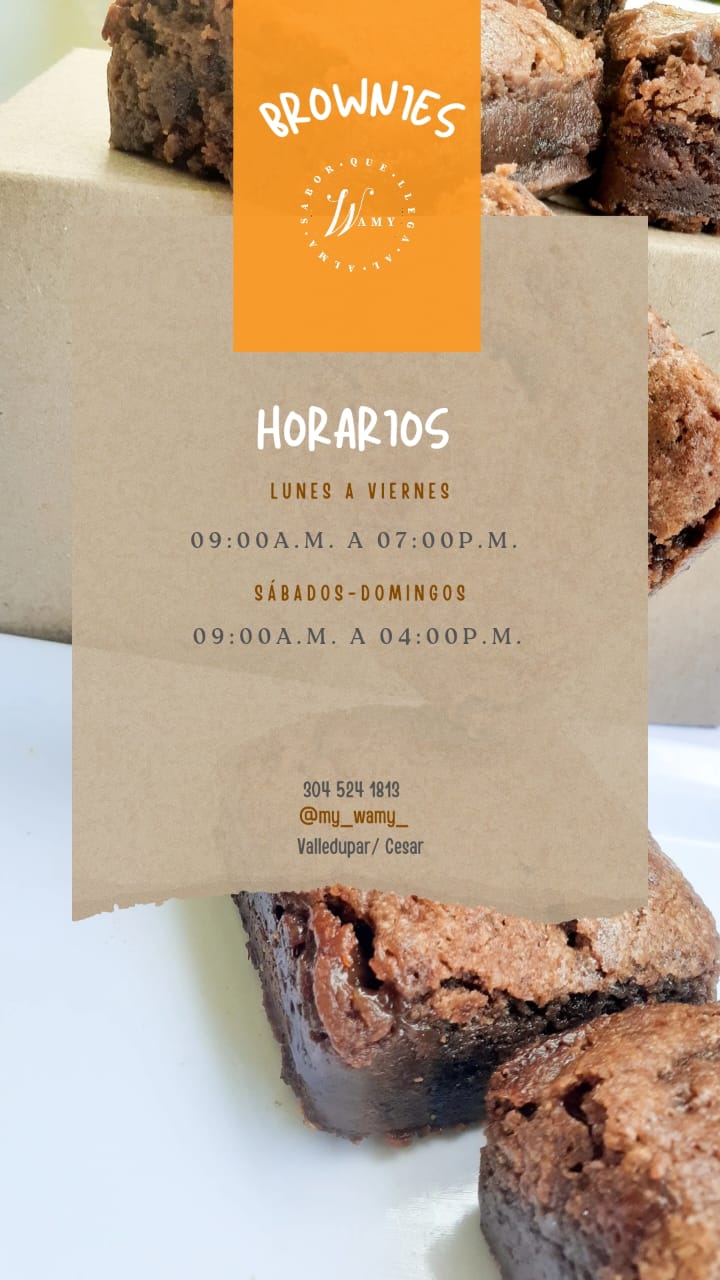 BROWNIES
SABOR·QUE·LLEGA·AL·ALMA·
WAMY
HORARIOS
LUNES A VIERNES
09:00A.M. A 07:00P.M.
SÁBADOS-DOMINGOS
09:00A.M. A 04:00P.M.
304 524 1813
@my_wamy_
Valledupar/ Cesar